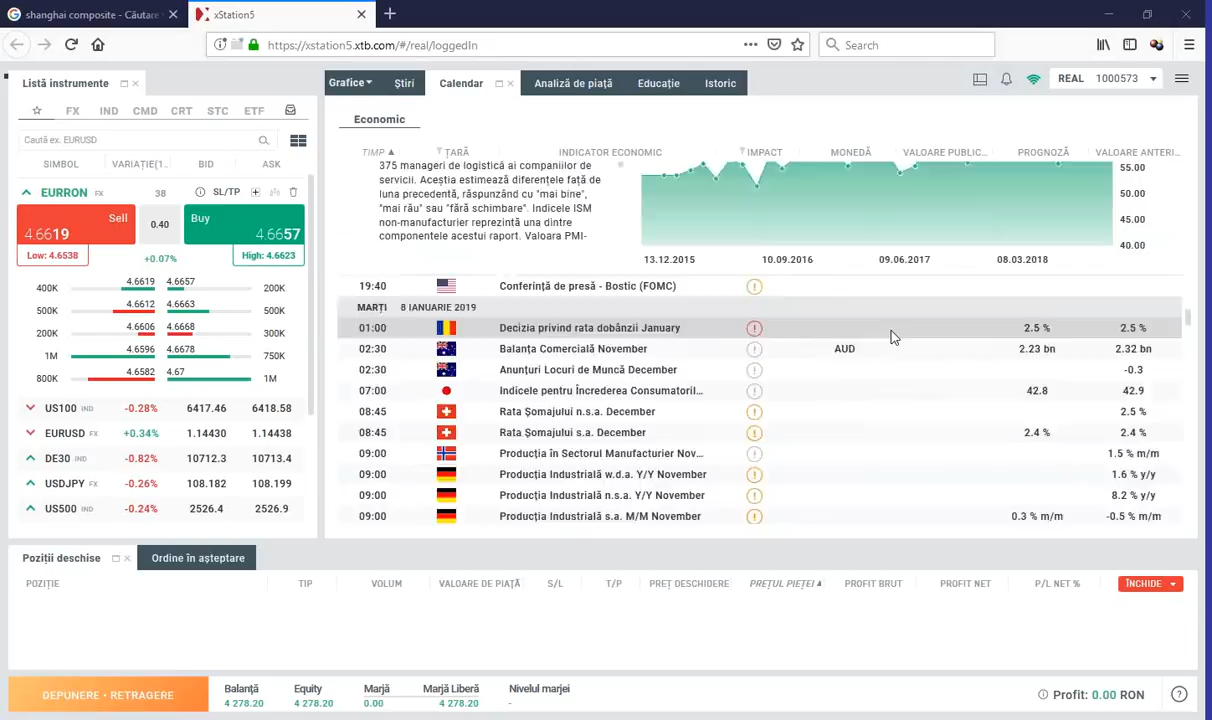 shanghai composite - Căutare
xStation5
https://xstation5.xtb.com/#/real/loggedIn
Search
Listă instrumente
Grafice
Știri
Calendar
Analiză de piață
Educație
Istoric
REAL 1000573
FX IND CMD CRT STC ETF
Economic
Caută ex. EURUSD
SIMBOL VARIAȚIE(1.. BID ASK
TIMP ▲ ȚARĂ INDICATOR ECONOMIC IMPACT MONEDĂ VALOARE PUBLIC... PROGNOZĂ VALOARE ANTERI...
375 manageri de logistică ai companiilor de
servicii. Aceștia estimează diferențele față de
luna precedentă, răspunzând cu "mai bine",
"mai rău" sau "fără schimbare". Indicele ISM
non-manufacturier reprezintă una dintre
componentele acestui raport. Valoara PMI-
55.00
50.00
45.00
40.00
13.12.2015 10.09.2016 09.06.2017 08.03.2018
EURRON FX 38 SL/TP
Sell 4.6619
0.40
Buy 4.6657
Low: 4.6538
+0.07%
High: 4.6623
400K 4.6619 4.6657 200K
500K 4.6612 4.6663 500K
200K 4.6606 4.6668 300K
1M 4.6596 4.6678 750K
800K 4.6582 4.67 1M
US100 IND -0.28% 6417.46 6418.58
EURUSD FX +0.34% 1.14430 1.14438
DE30 IND -0.82% 10712.3 10713.4
USDJPY FX -0.26% 108.182 108.199
US500 IND -0.24% 2526.4 2526.9
19:40 Conferință de presă - Bostic (FOMC)
MARȚI 8 IANUARIE 2019
01:00 Decizia privind rata dobânzii January 2.5 % 2.5 %
02:30 Balanța Comercială November AUD 2.23 bn 2.32 bn
02:30 Anunțuri Locuri de Muncă December -0.3
07:00 Indicele pentru Încrederea Consumatoril... 42.8 42.9
08:45 Rata Șomajului n.s.a. December 2.5 %
08:45 Rata Șomajului s.a. December 2.4 % 2.4 %
09:00 Producția în Sectorul Manufacturier Nov... 1.5 % m/m
09:00 Producția Industrială w.d.a. Y/Y November 1.6 % y/y
09:00 Producția Industrială n.s.a. Y/Y November 8.2 % y/y
09:00 Producția Industrială s.a. M/M November 0.3 % m/m -0.5 % m/m
Poziții deschise
Ordine în așteptare
POZIȚIE TIP VOLUM VALOARE DE PIAȚĂ S/L T/P PREȚ DESCHIDERE PREȚUL PIEȚEI ▲ PROFIT BRUT PROFIT NET P/L NET % ÎNCHIDE
DEPUNERE • RETRAGERE
Balanță Equity Marjă Marjă Liberă Nivelul marjei
4 278.20 4 278.20 0.00 4 278.20 -
Profit: 0.00 RON